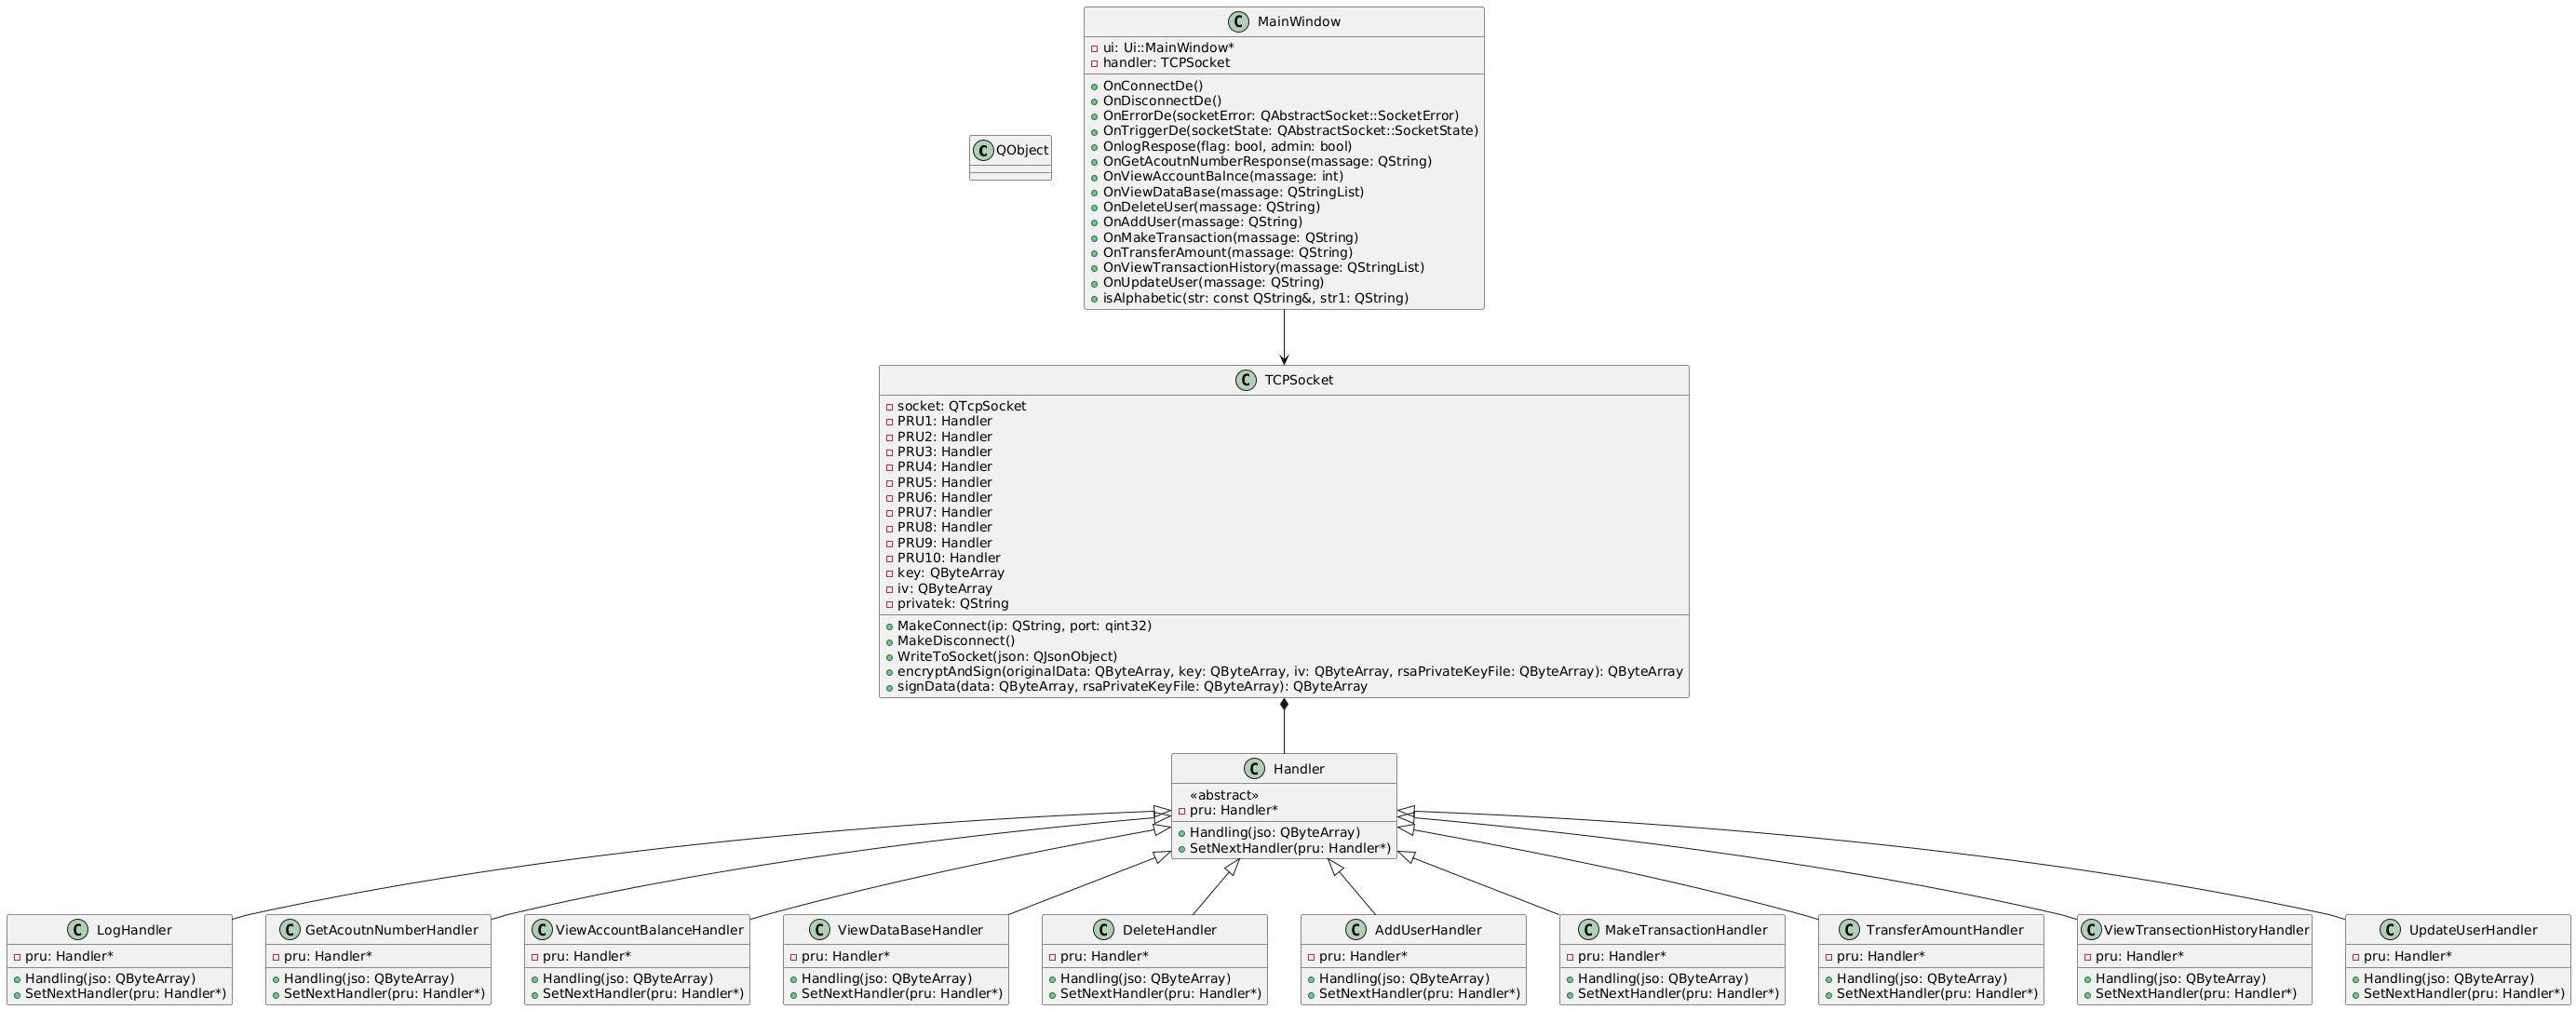 C MainWindow
ui: Ui::MainWindow*
handler: TCPSocket
OnConnectDe()
OnDisconnectDe()
OnErrorDe(socketError: QAbstractSocket::SocketError)
OnTriggerDe(socketState: QAbstractSocket::SocketState)
OnlogRespose(flag: bool, admin: bool)
OnGetAcoutnNumberResponse(massage: QString)
OnViewAccountBalnce(massage: int)
OnViewDataBase(massage: QStringList)
OnDeleteUser(massage: QString)
OnAddUser(massage: QString)
OnMakeTransaction(massage: QString)
OnTransferAmount(massage: QString)
OnViewTransactionHistory(massage: QStringList)
OnUpdateUser(massage: QString)
isAlphabetic(str: const QString&, str1: QString)
C QObject
C TCPSocket
socket: QTcpSocket
PRU1: Handler
PRU2: Handler
PRU3: Handler
PRU4: Handler
PRU5: Handler
PRU6: Handler
PRU7: Handler
PRU8: Handler
PRU9: Handler
PRU10: Handler
key: QByteArray
iv: QByteArray
privatek: QString
MakeConnect(ip: QString, port: qint32)
MakeDisconnect()
WriteToSocket(json: QJsonObject)
encryptAndSign(originalData: QByteArray, key: QByteArray, iv: QByteArray, rsaPrivateKeyFile: QByteArray): QByteArray
signData(data: QByteArray, rsaPrivateKeyFile: QByteArray): QByteArray
C Handler
«abstract»
pru: Handler*
Handling(jso: QByteArray)
SetNextHandler(pru: Handler*)
C LogHandler
pru: Handler*
Handling(jso: QByteArray)
SetNextHandler(pru: Handler*)
C GetAcoutnNumberHandler
pru: Handler*
Handling(jso: QByteArray)
SetNextHandler(pru: Handler*)
C ViewAccountBalanceHandler
pru: Handler*
Handling(jso: QByteArray)
SetNextHandler(pru: Handler*)
C ViewDataBaseHandler
pru: Handler*
Handling(jso: QByteArray)
SetNextHandler(pru: Handler*)
C DeleteHandler
pru: Handler*
Handling(jso: QByteArray)
SetNextHandler(pru: Handler*)
C AddUserHandler
pru: Handler*
Handling(jso: QByteArray)
SetNextHandler(pru: Handler*)
C MakeTransactionHandler
pru: Handler*
Handling(jso: QByteArray)
SetNextHandler(pru: Handler*)
C TransferAmountHandler
pru: Handler*
Handling(jso: QByteArray)
SetNextHandler(pru: Handler*)
C ViewTransectionHistoryHandler
pru: Handler*
Handling(jso: QByteArray)
SetNextHandler(pru: Handler*)
C UpdateUserHandler
pru: Handler*
Handling(jso: QByteArray)
SetNextHandler(pru: Handler*)